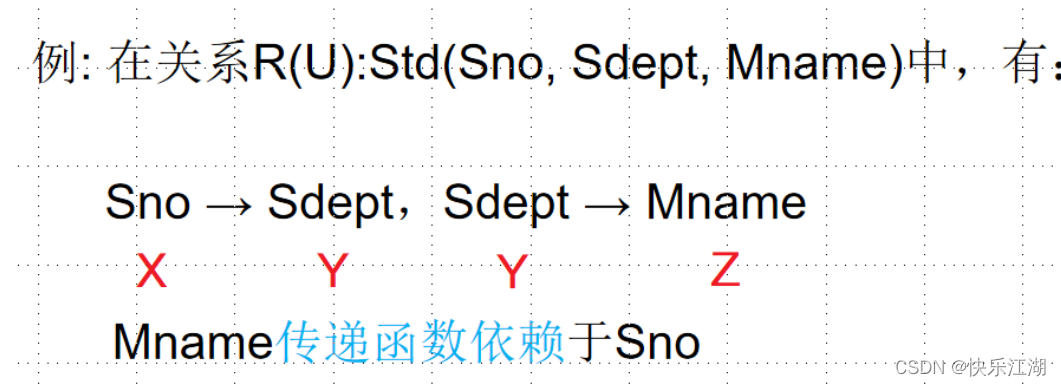 例: 在关系R(U):Std(Sno, Sdept, Mname)中，有：
Sno → Sdept，Sdept → Mname
X Y Y Z
Mname传递函数依赖于Sno
CSDN @快乐江湖